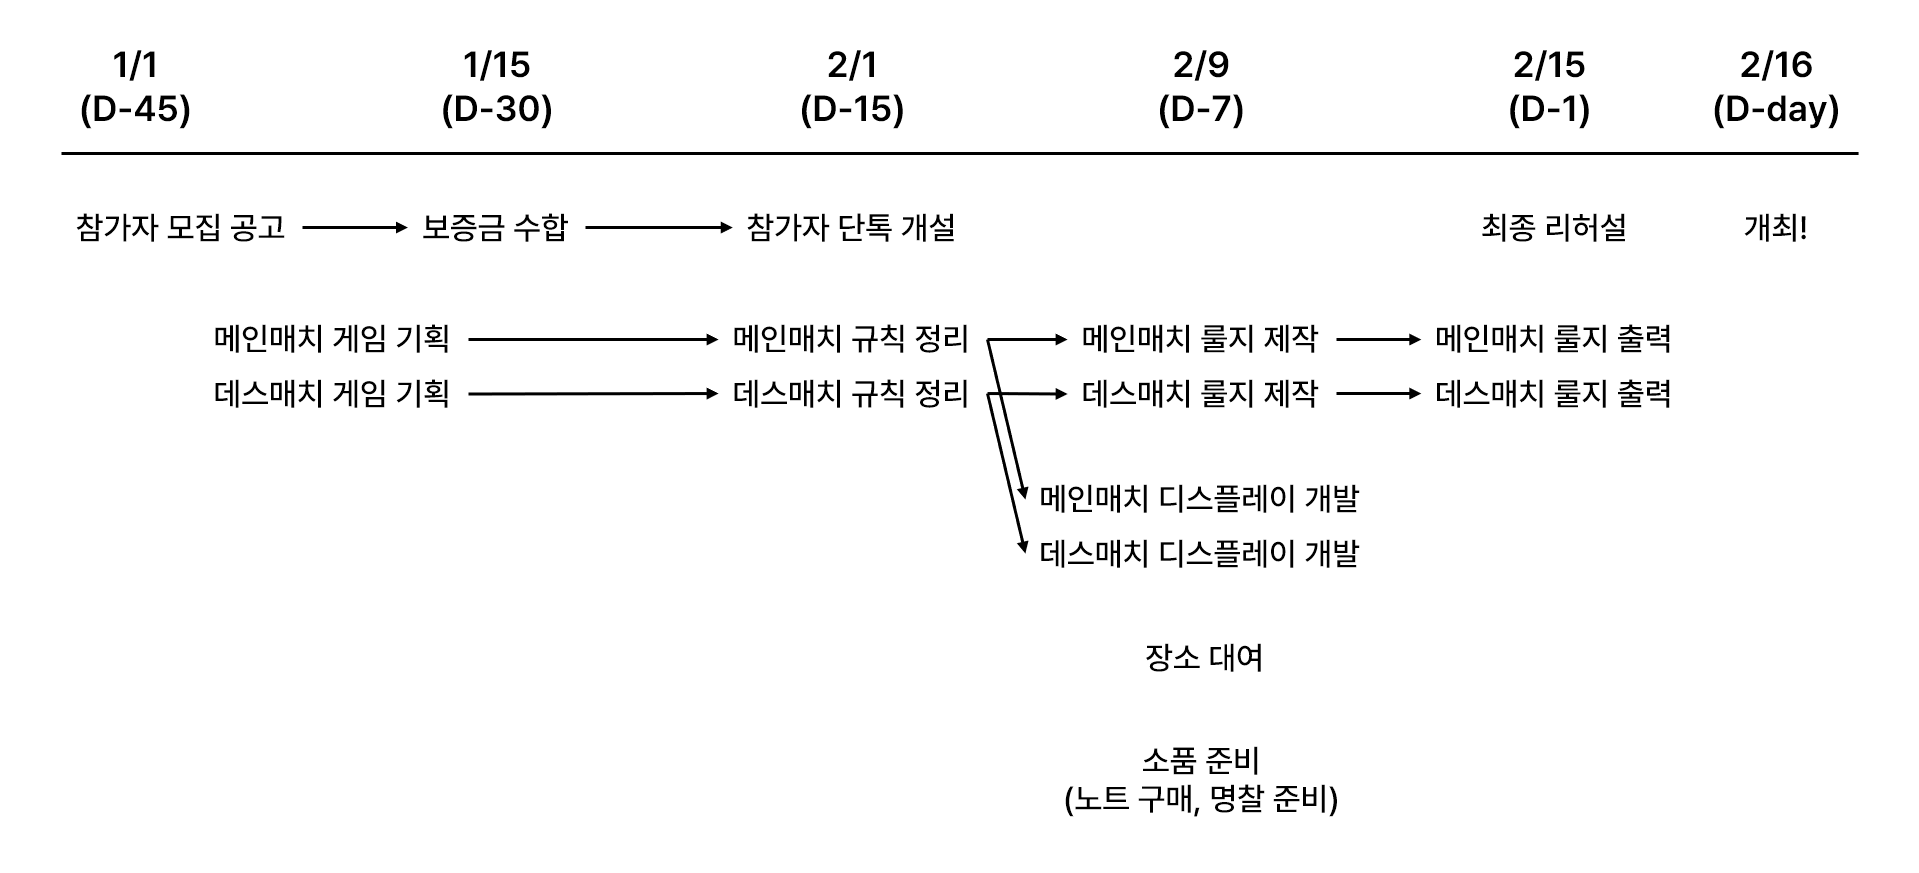 1/1
(D-45)
1/15
(D-30)
2/1
(D-15)
2/9
(D-7)
2/15
(D-1)
2/16
(D-day)
참가자 모집 공고
보증금 수합
참가자 단톡 개설
최종 리허설
개최!
메인매치 게임 기획
메인매치 규칙 정리
메인매치 룰지 제작
메인매치 룰지 출력
데스매치 게임 기획
데스매치 규칙 정리
데스매치 룰지 제작
데스매치 룰지 출력
메인매치 디스플레이 개발
데스매치 디스플레이 개발
장소 대여
소품 준비
(노트 구매, 명찰 준비)